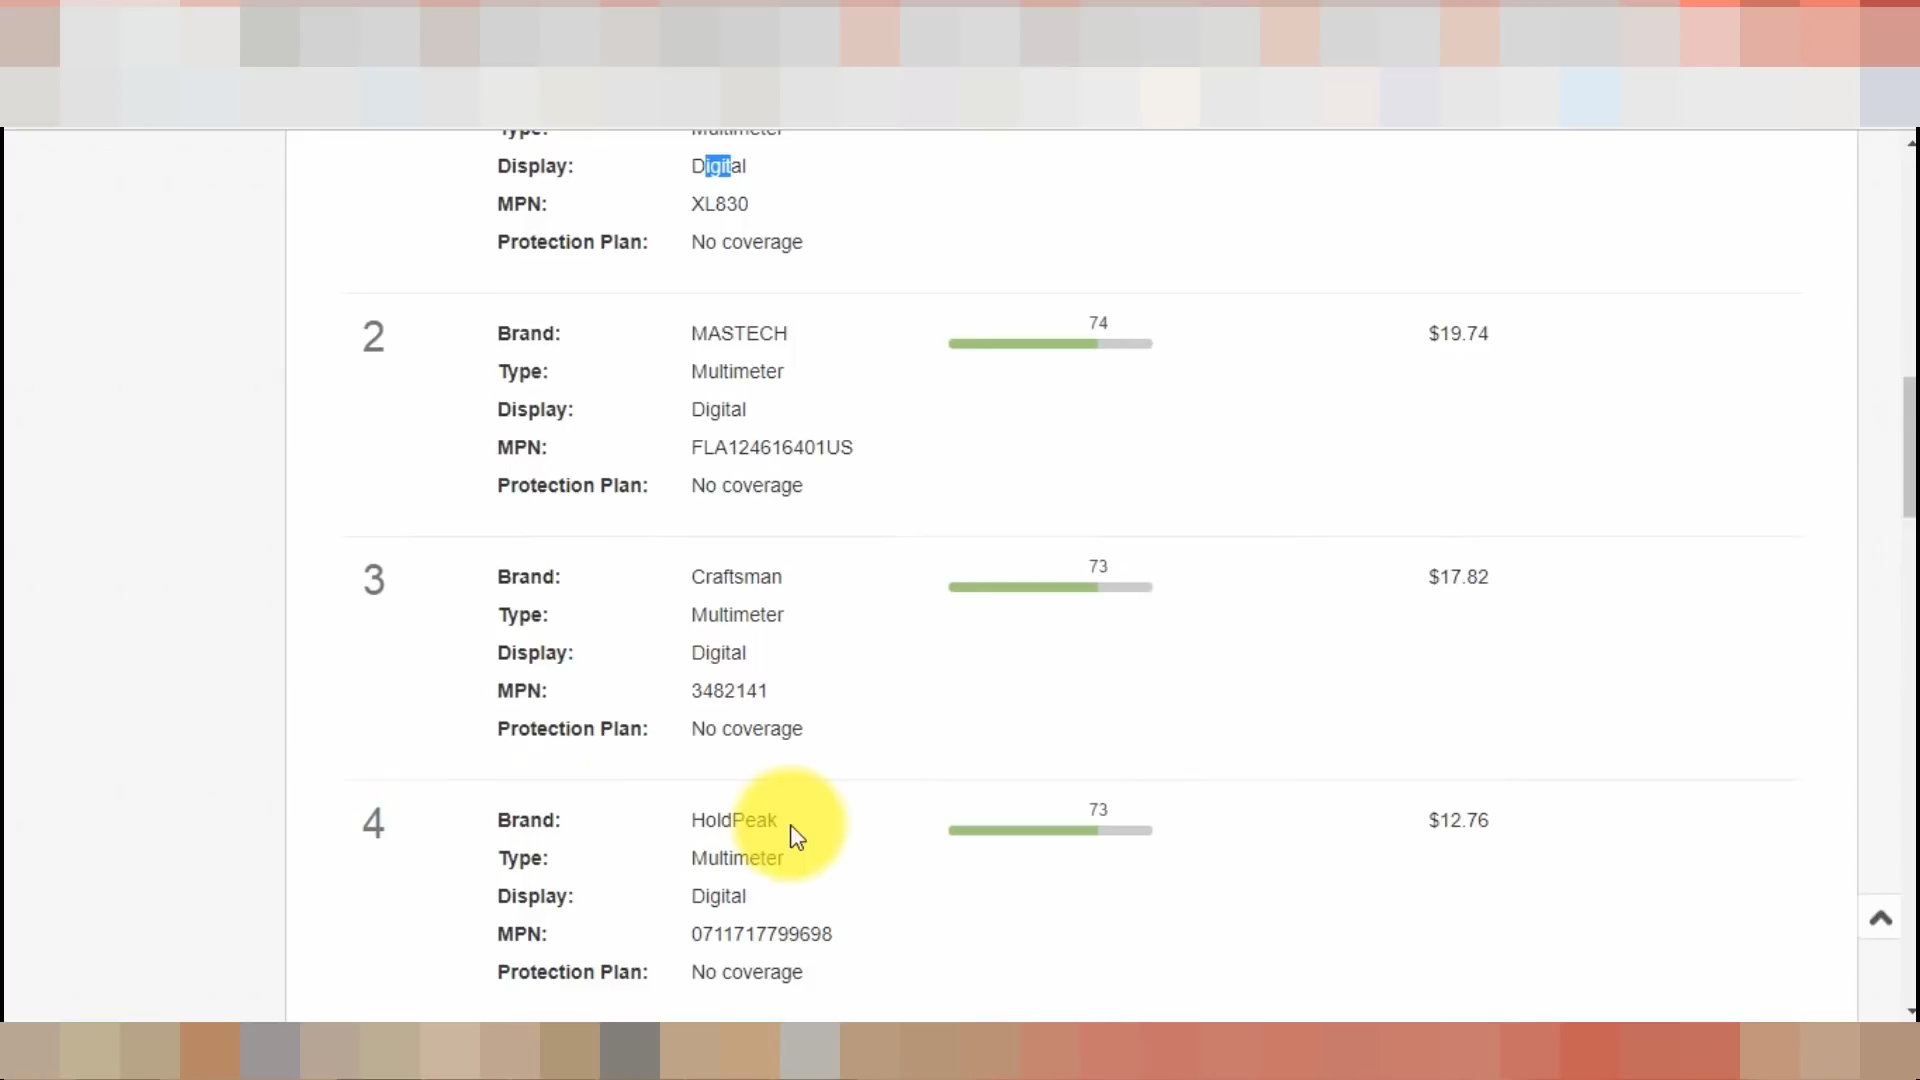 Type: Multimeter
Display: Digital
MPN: XL830
Protection Plan: No coverage
2 Brand: MASTECH 74 $19.74
Type: Multimeter
Display: Digital
MPN: FLA124616401US
Protection Plan: No coverage
3 Brand: Craftsman 73 $17.82
Type: Multimeter
Display: Digital
MPN: 3482141
Protection Plan: No coverage
4 Brand: HoldPeak 73 $12.76
Type: Multimeter
Display: Digital
MPN: 0711717799698
Protection Plan: No coverage